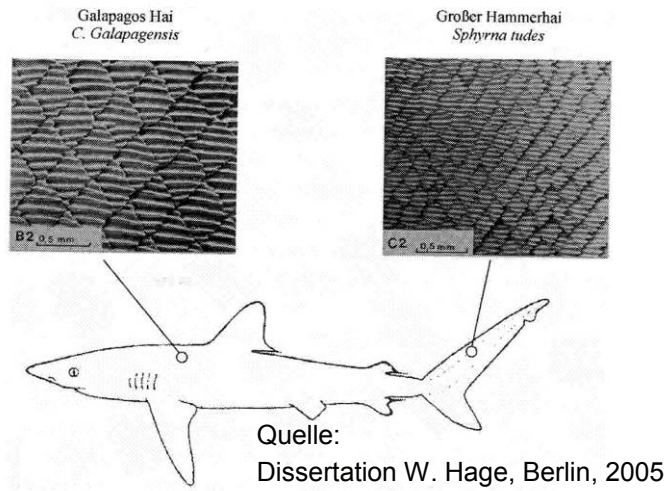 Galapagos Hai
C. Galapagensis
Großer Hammerhai
Sphyrna tudes
B2 0,5 mm
C2 0,5 mm
Quelle:
Dissertation W. Hage, Berlin, 2005